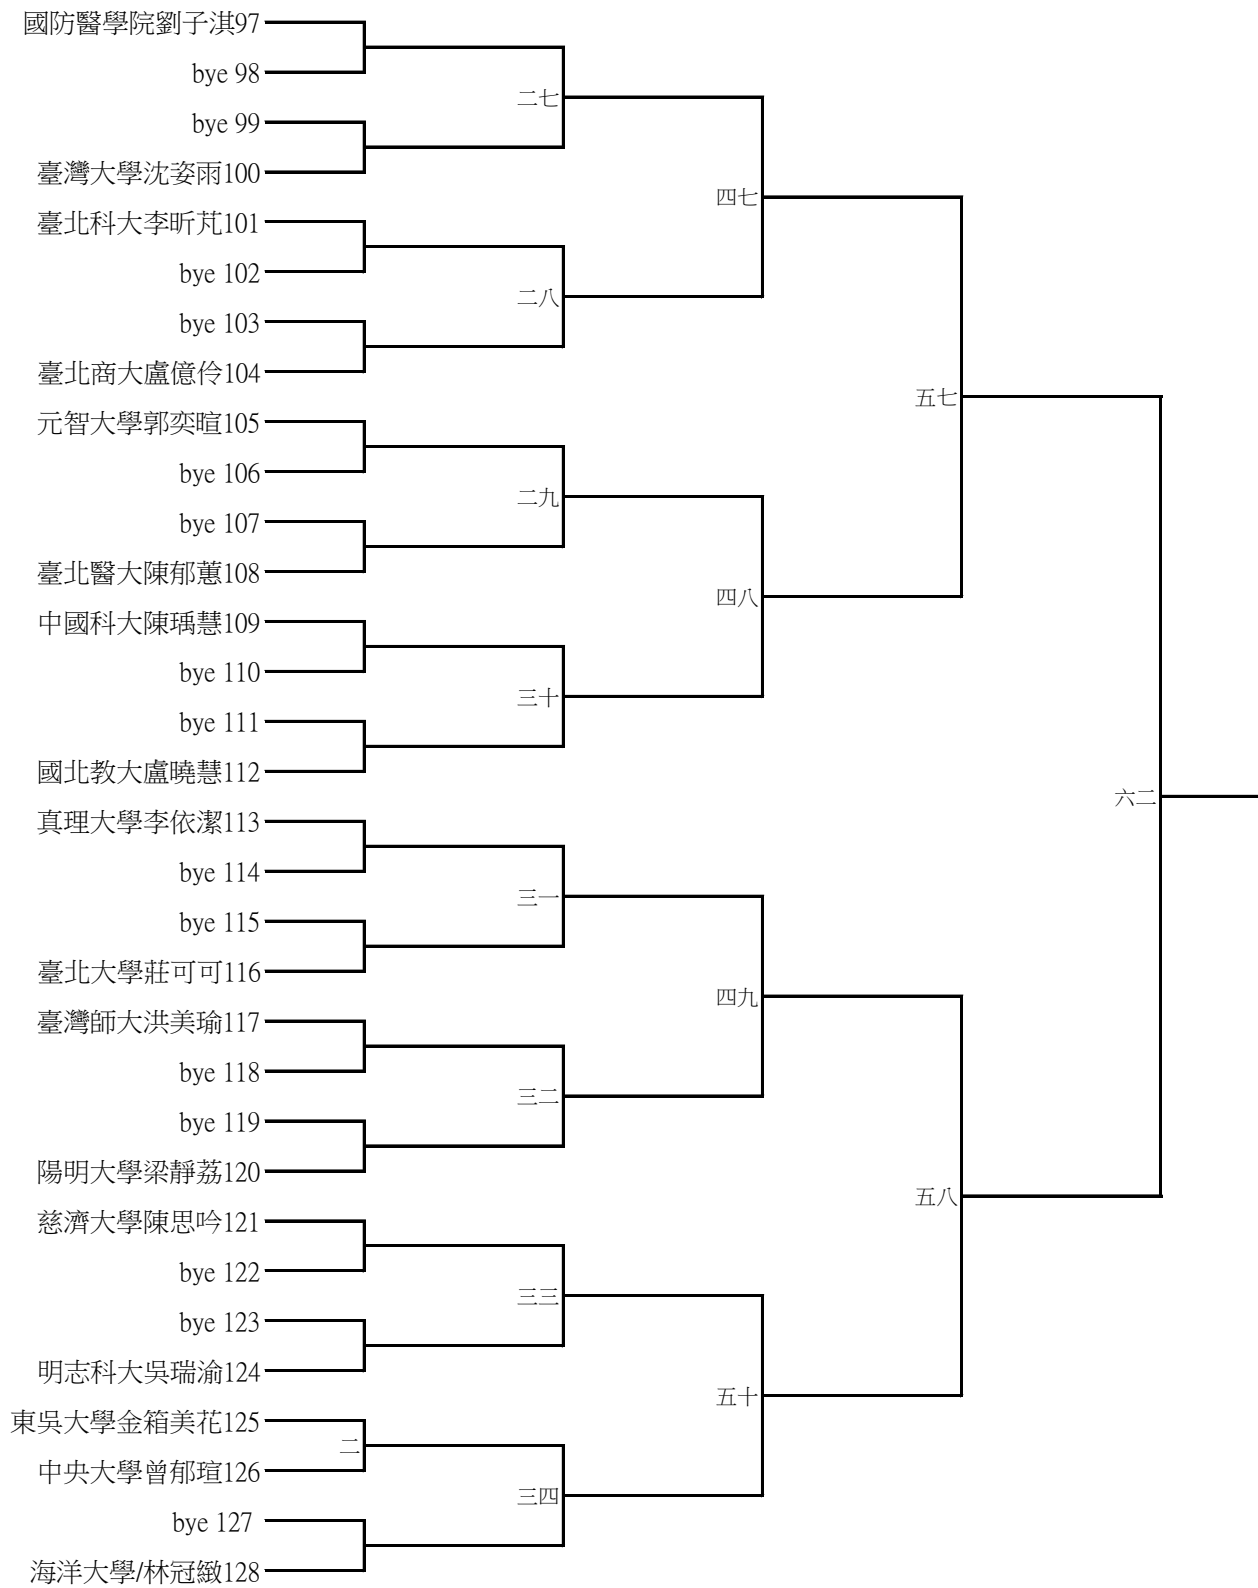 國防醫學院劉子淇97
bye 98
二七
bye 99
臺灣大學沈姿雨100
四七
臺北科大李昕芃101
bye 102
二八
bye 103
臺北商大盧億伶104
五七
元智大學郭奕暄105
bye 106
二九
bye 107
臺北醫大陳郁蕙108
四八
中國科大陳瑀慧109
bye 110
三十
bye 111
國北教大盧曉慧112
六二
真理大學李依潔113
bye 114
三一
bye 115
臺北大學莊可可116
四九
臺灣師大洪美瑜117
bye 118
三二
bye 119
陽明大學梁靜荔120
五八
慈濟大學陳思吟121
bye 122
三三
bye 123
明志科大吳瑞渝124
五十
東吳大學金箱美花125
二
中央大學曾郁瑄126
三四
bye 127
海洋大學/林冠緻128